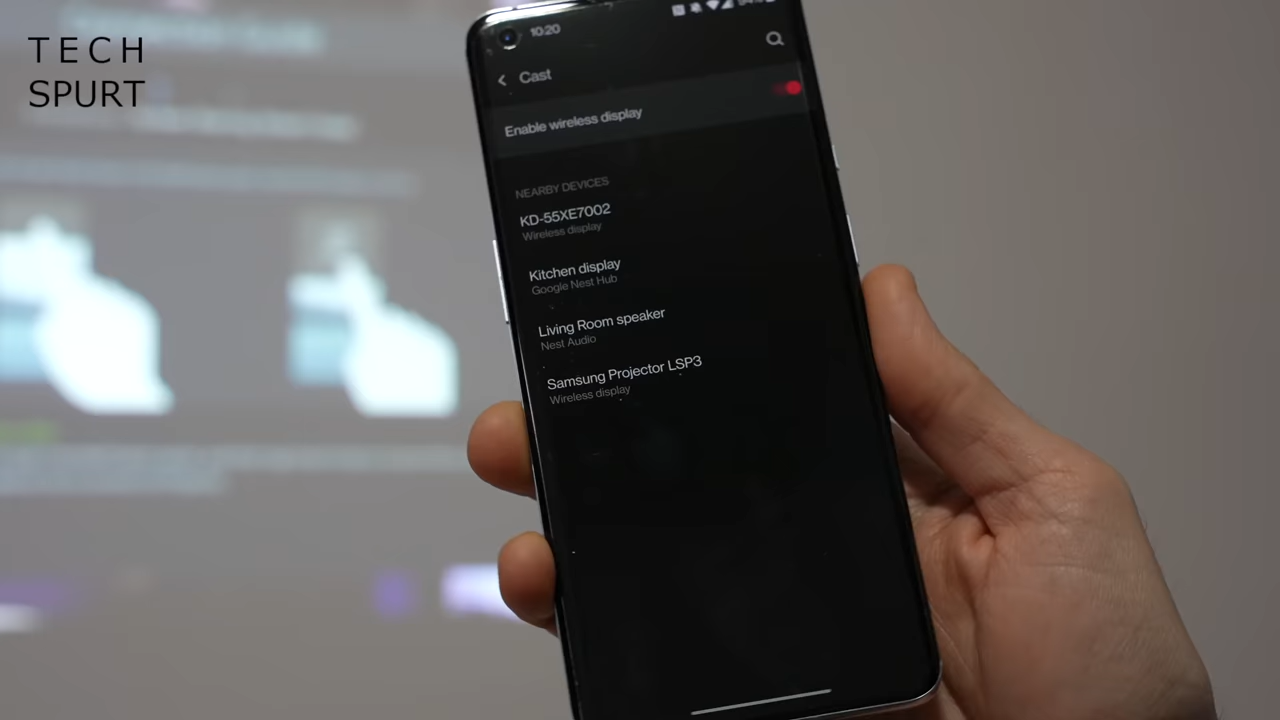 TECH
SPURT
10:20
Cast
Enable wireless display
NEARBY DEVICES
KD-55XE7002
Wireless display
Kitchen display
Google Nest Hub
Living Room speaker
Nest Audio
Samsung Projector LSP3
Wireless display